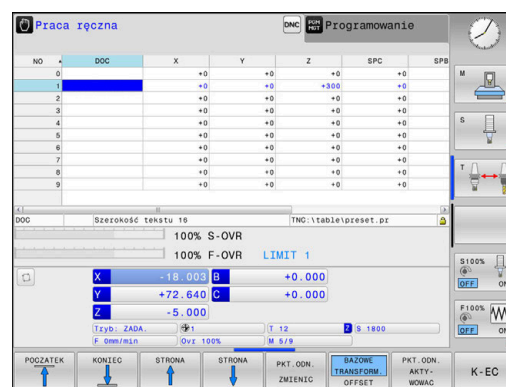 Praca ręczna
DNC
PGM MGT
Programowanie
NO DOC X Y Z SPC SPB
0 +0 +0 +0 +0
1 +0 +0 +300 +0
2 +0 +0 +0 +0
3 +0 +0 +0 +0
4 +0 +0 +0 +0
5 +0 +0 +0 +0
6 +0 +0 +0 +0
7 +0 +0 +0 +0
8 +0 +0 +0 +0
9 +0 +0 +0 +0
DOC Szerokość tekstu 16 TNC:\table\preset.pr
100% S-OVR
100% F-OVR LIMIT 1
X -18.003 B +0.000
Y +72.640 C +0.000
Z -5.000
Tryb: ZADA. 1 T 12 Z S 1800
F 0mm/min Ovr 100% M 5/9
M
S
T
S100%
OFF ON
F100%
OFF ON
POCZATEK
KONIEC
STRONA
STRONA
PKT.ODN.
ZMIENIC
BAZOWE
TRANSFORM.
OFFSET
PKT.ODN.
AKTY-
WOWAC
K-EC